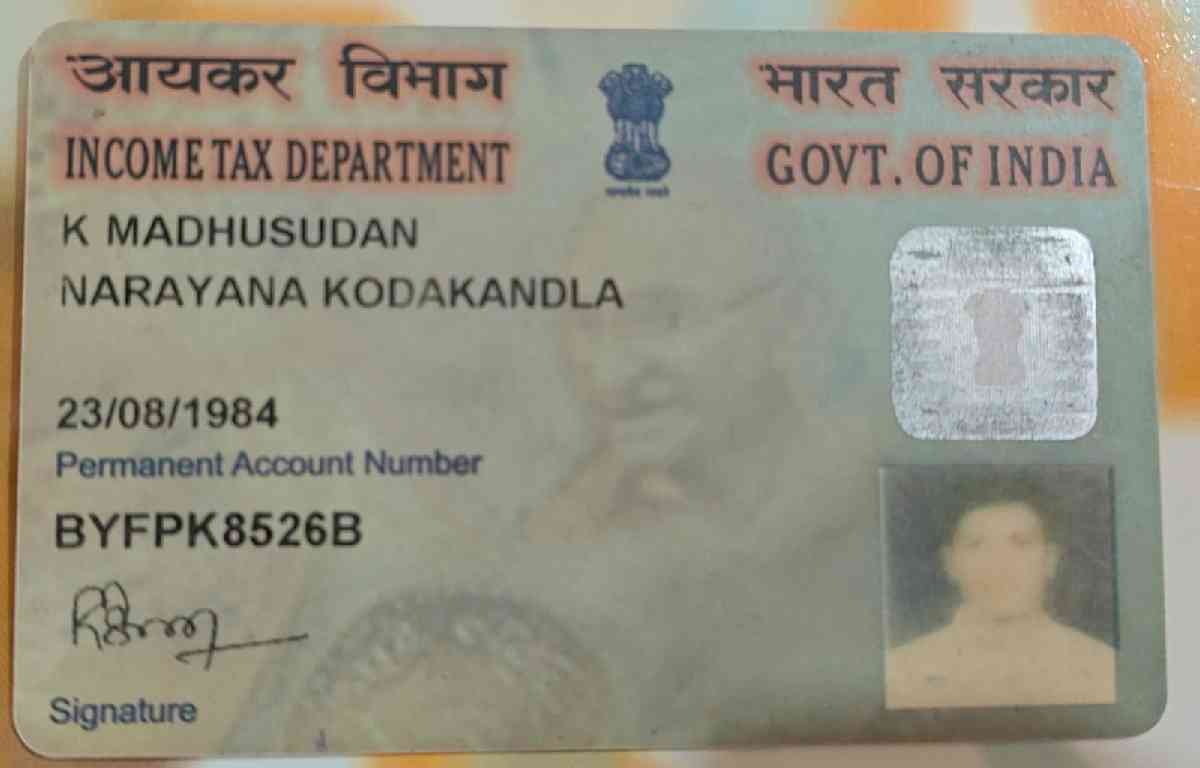 आयकर विभाग
भारत सरकार
INCOME TAX DEPARTMENT
GOVT. OF INDIA
K MADHUSUDAN
NARAYANA KODAKANDLA
23/08/1984
Permanent Account Number
BYFPK8526B
Signature